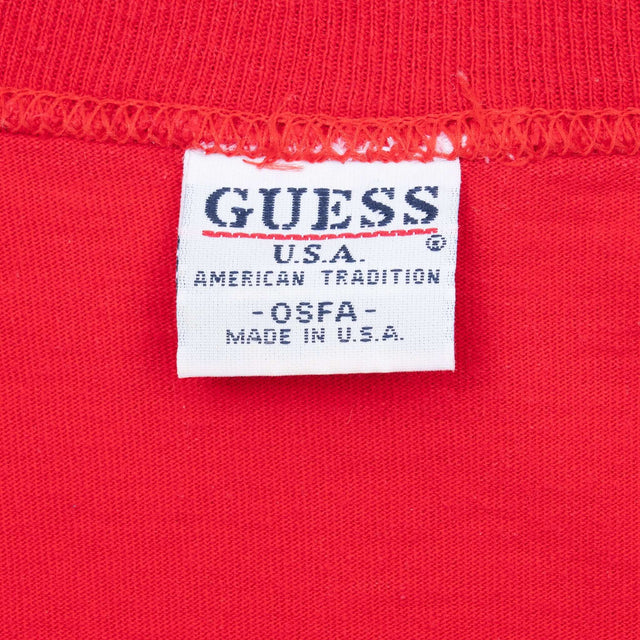 GUESS
U.S.A. ®
AMERICAN TRADITION
-OSFA-
MADE IN U.S.A.